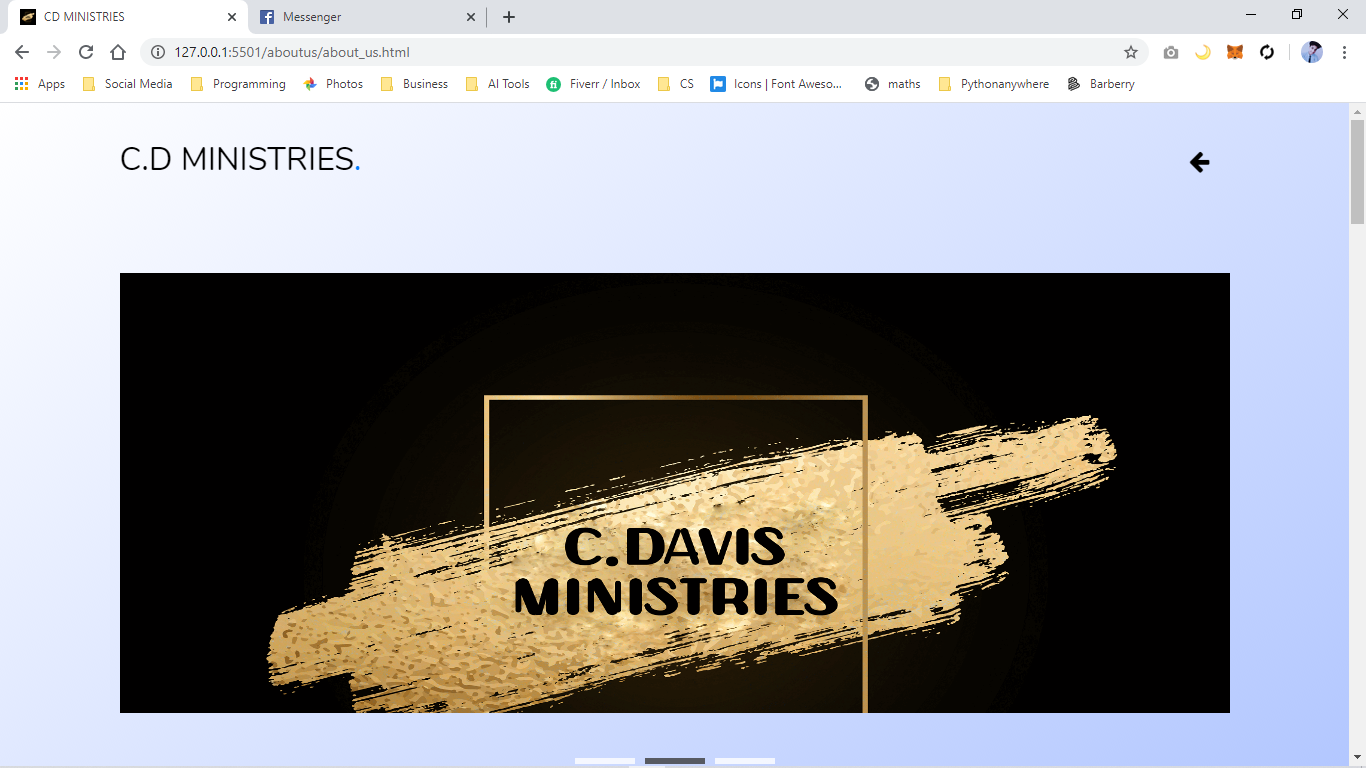 CD MINISTRIES
Messenger
127.0.0.1:5501/aboutus/about_us.html
Apps
Social Media
Programming
Photos
Business
AI Tools
fi
Fiverr / Inbox
CS
Icons | Font Aweso...
maths
Pythonanywhere
Barberry
C.D MINISTRIES.
C.DAVIS
MINISTRIES